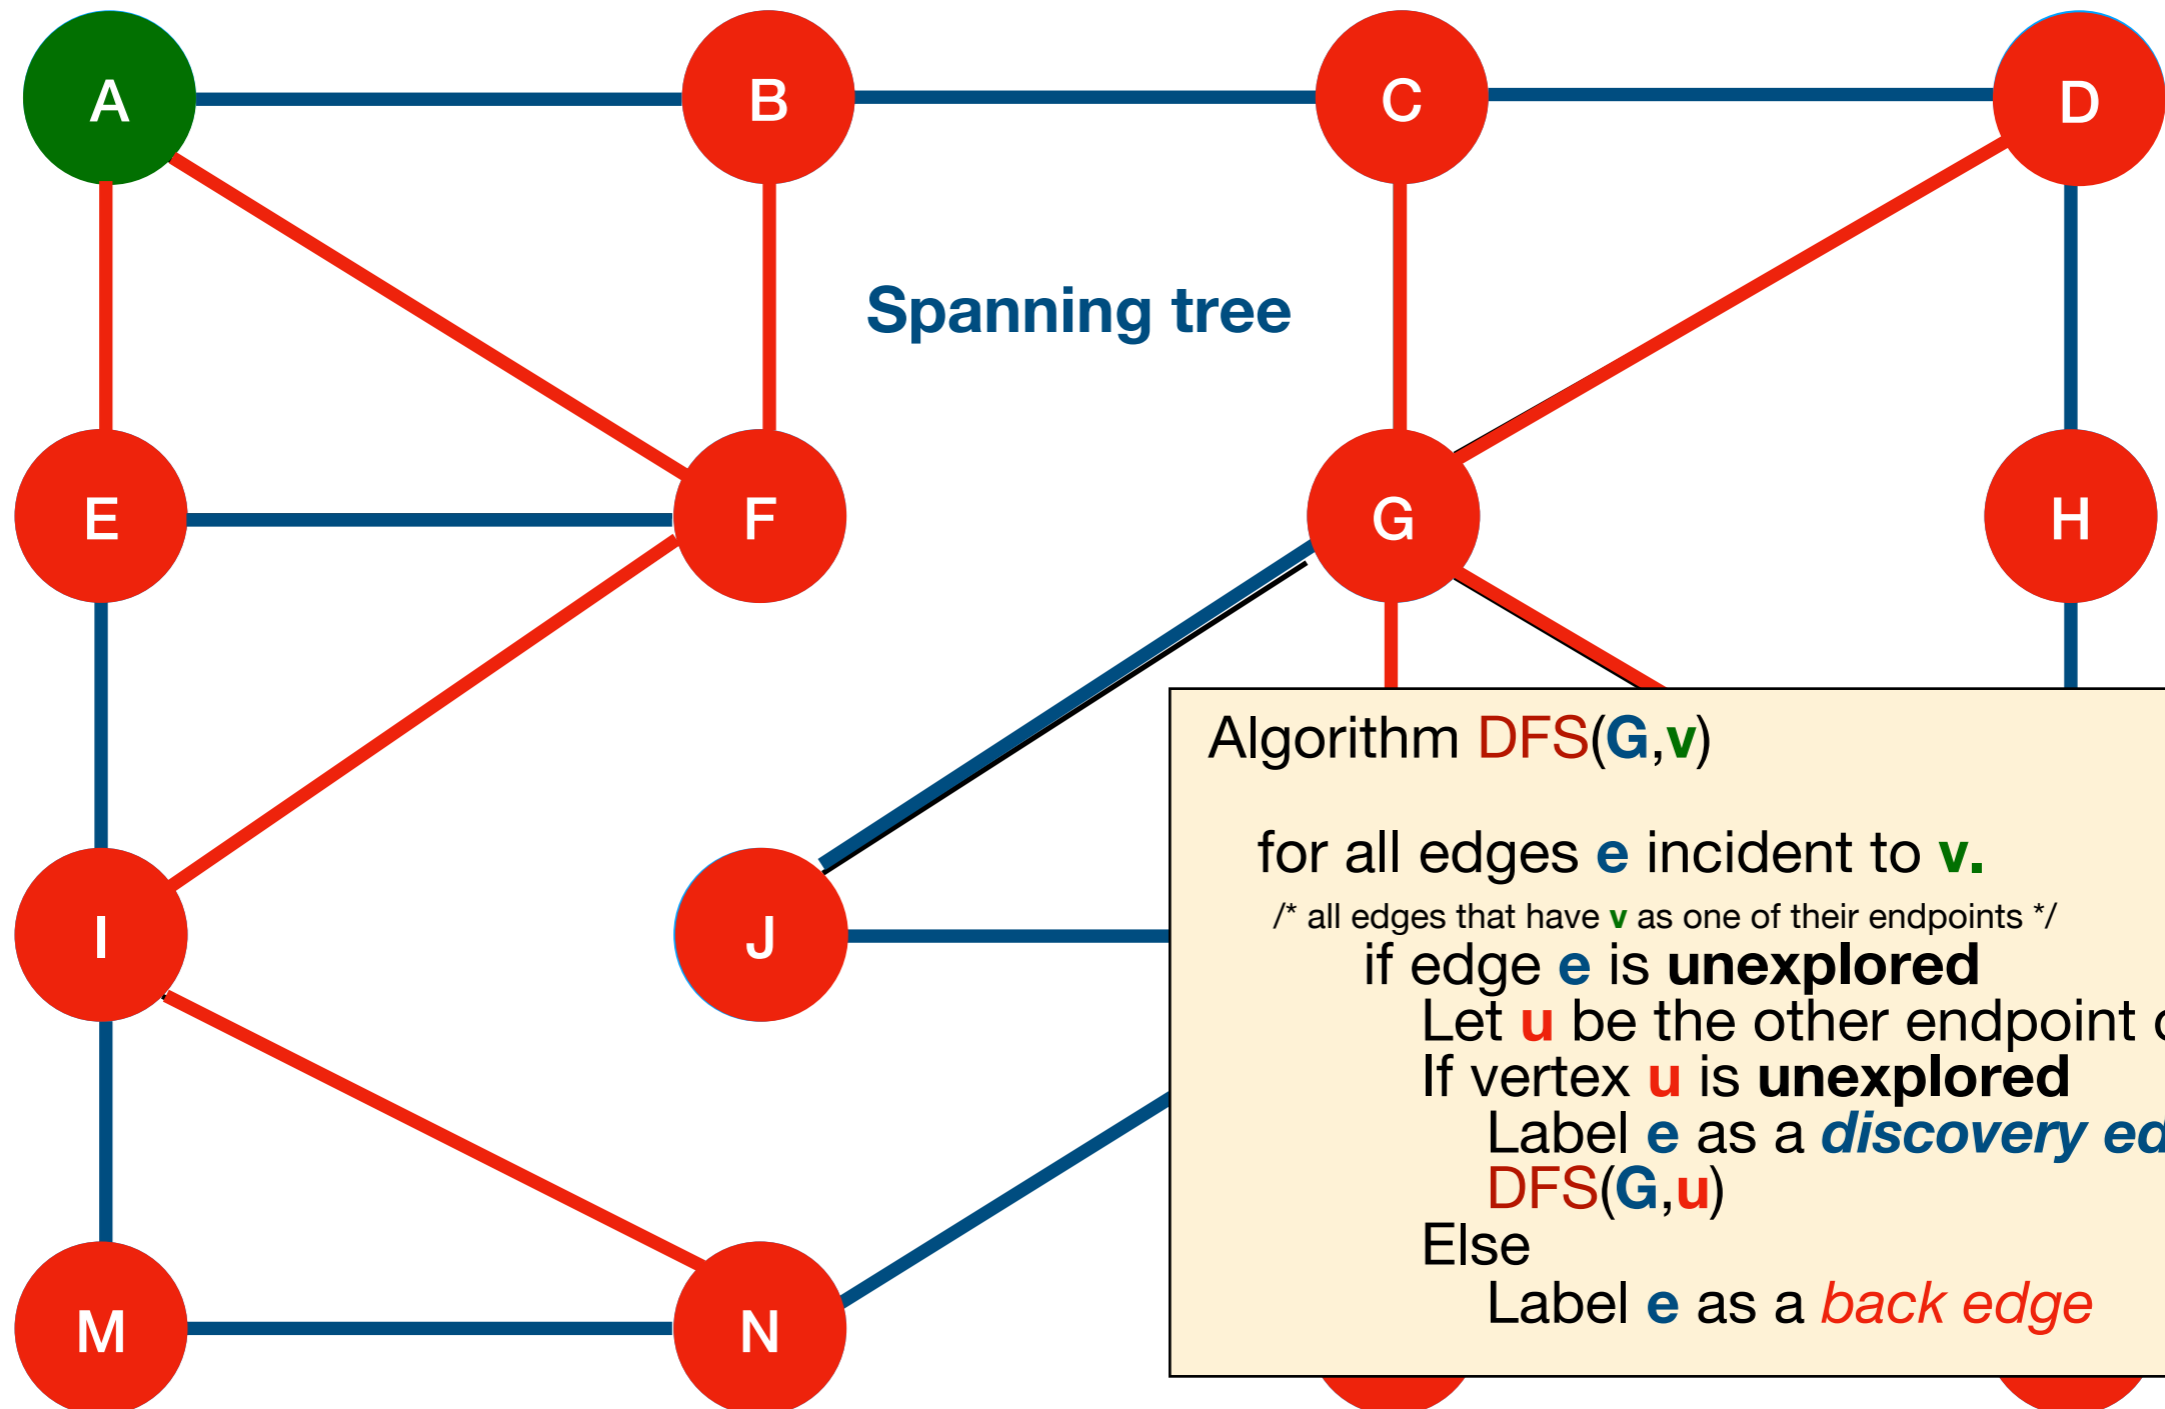 A
B
C
D
Spanning tree
E
F
G
H
Algorithm DFS(G,v)
for all edges e incident to v.
/* all edges that have v as one of their endpoints */
I
J
if edge e is unexplored
Let u be the other endpoint
If vertex u is unexplored
Label e as a discovery
DFS(G,u)
Else
Label e as a back edge
M
N